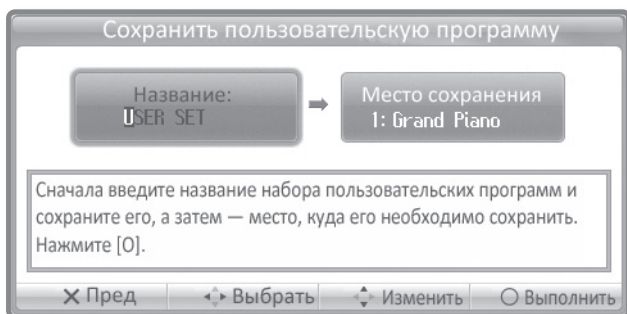 Сохранить пользовательскую программу
Название:
USER SET
Место сохранения
1: Grand Piano
Сначала введите название набора пользовательских программ и
сохраните его, а затем — место, куда его необходимо сохранить.
Нажмите [O].
Пред Выбрать Изменить Выполнить